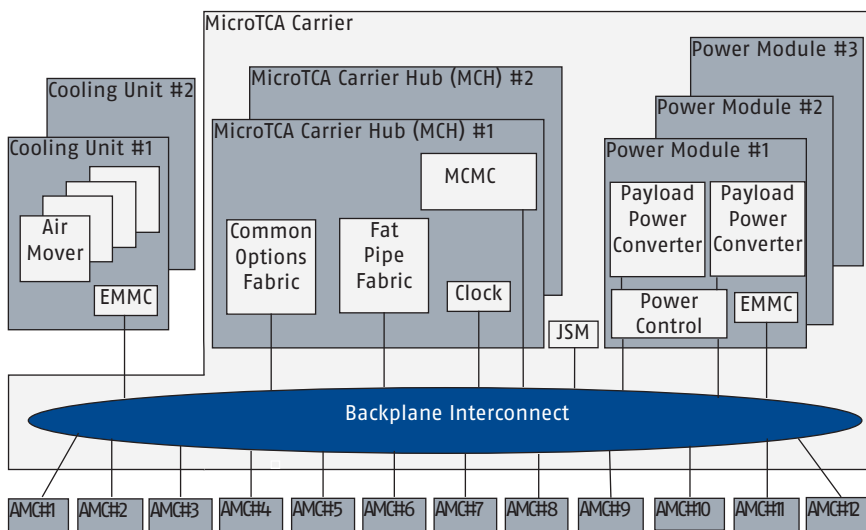 MicroTCA Carrier
Power Module #3
MicroTCA Carrier Hub (MCH) #2
Cooling Unit #2
Power Module #2
MicroTCA Carrier Hub (MCH) #1
Cooling Unit #1
Power Module #1
MCMC
Payload
Power
Converter
Payload
Power
Converter
Air
Mover
Common
Options
Fabric
Fat
Pipe
Fabric
EMMC
Clock
Power
Control
EMMC
JSM
Backplane Interconnect
AMC#1
AMC#2
AMC#3
AMC#4
AMC#5
AMC#6
AMC#7
AMC#8
AMC#9
AMC#10
AMC#11
AMC#12